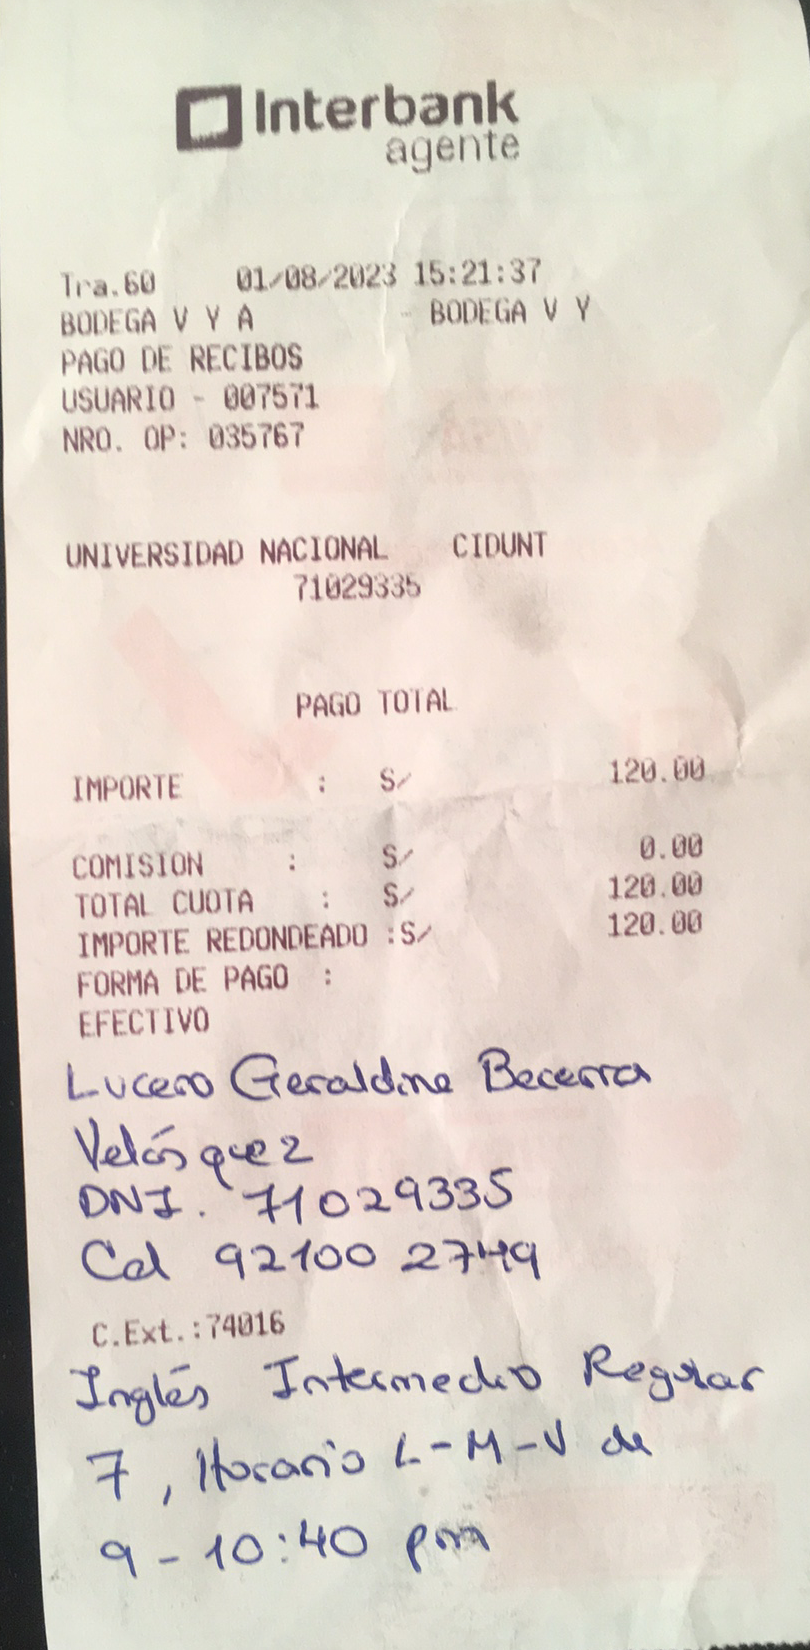 Interbank
agente
Tra.60 01/08/2023 15:21:37
BODEGA V Y A - BODEGA V Y
PAGO DE RECIBOS
USUARIO - 007571
NRO. OP: 035767
UNIVERSIDAD NACIONAL CIDUNT
71029335
PAGO TOTAL
IMPORTE : S/ 120.00
COMISION : S/ 0.00
TOTAL CUOTA : S/ 120.00
IMPORTE REDONDEADO :S/ 120.00
FORMA DE PAGO :
EFECTIVO
Lucero Geraldine Becerra
Velásquez
DNI. 71029335
Cel 92100 2749
C.Ext.:74016
Inglés Intermedio Regular
7, Horario L-M-V de
9 - 10:40 pm